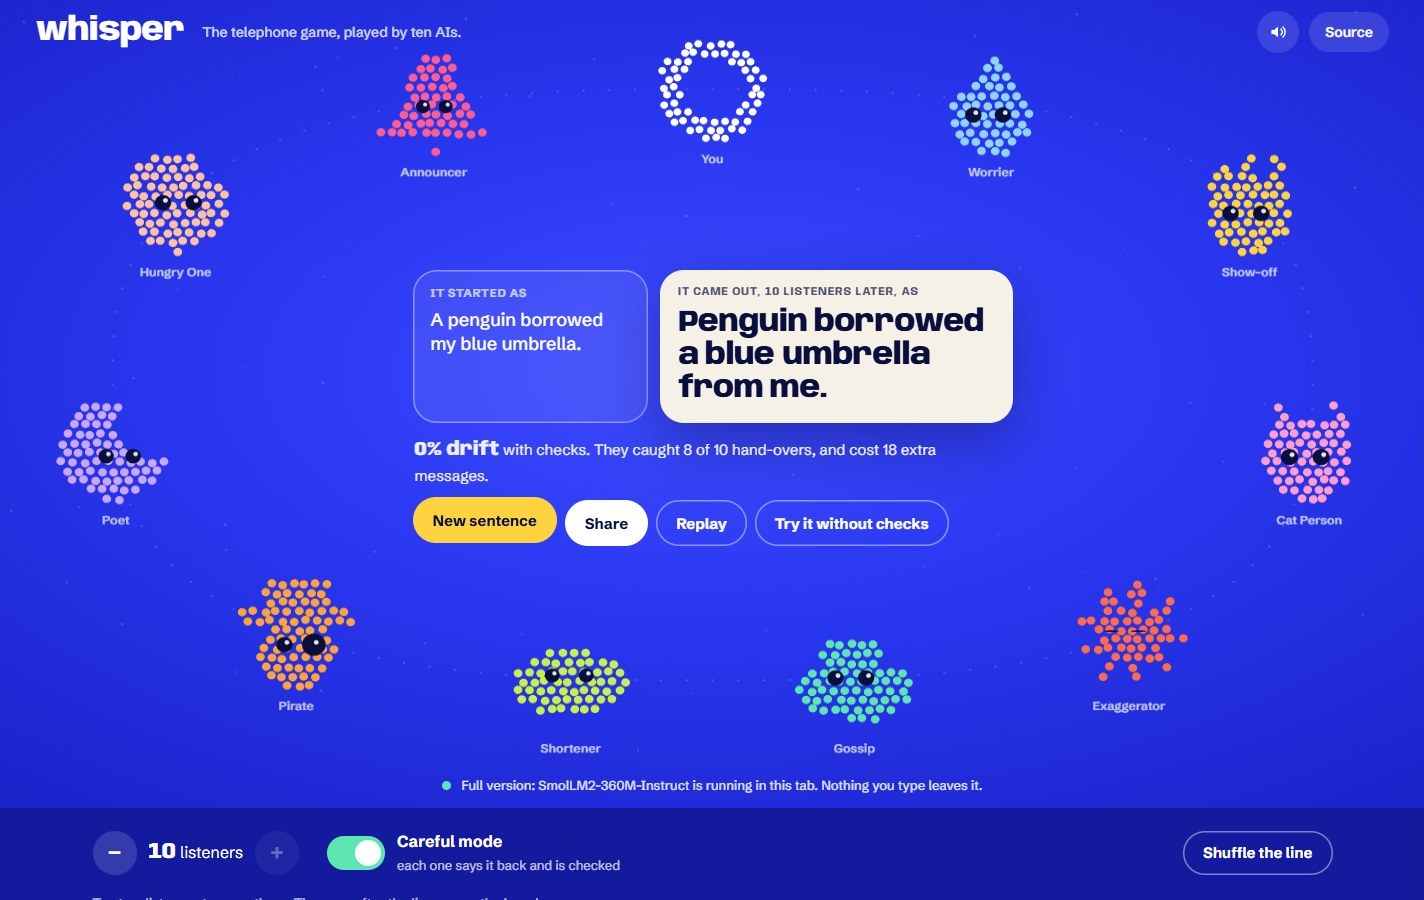 whisper
The telephone game, played by ten AIs.
Source
Announcer
You
Worrier
Hungry One
Show-off
IT STARTED AS
A penguin borrowed
my blue umbrella.
IT CAME OUT, 10 LISTENERS LATER, AS
Penguin borrowed
a blue umbrella
from me.
0% drift with checks. They caught 8 of 10 hand-overs, and cost 18 extra
messages.
New sentence
Share
Replay
Try it without checks
Poet
Cat Person
Pirate
Exaggerator
Shortener
Gossip
Full version: SmolLM2-360M-Instruct is running in this tab. Nothing you type leaves it.
− 10 listeners +
Careful mode
each one says it back and is checked
Shuffle the line